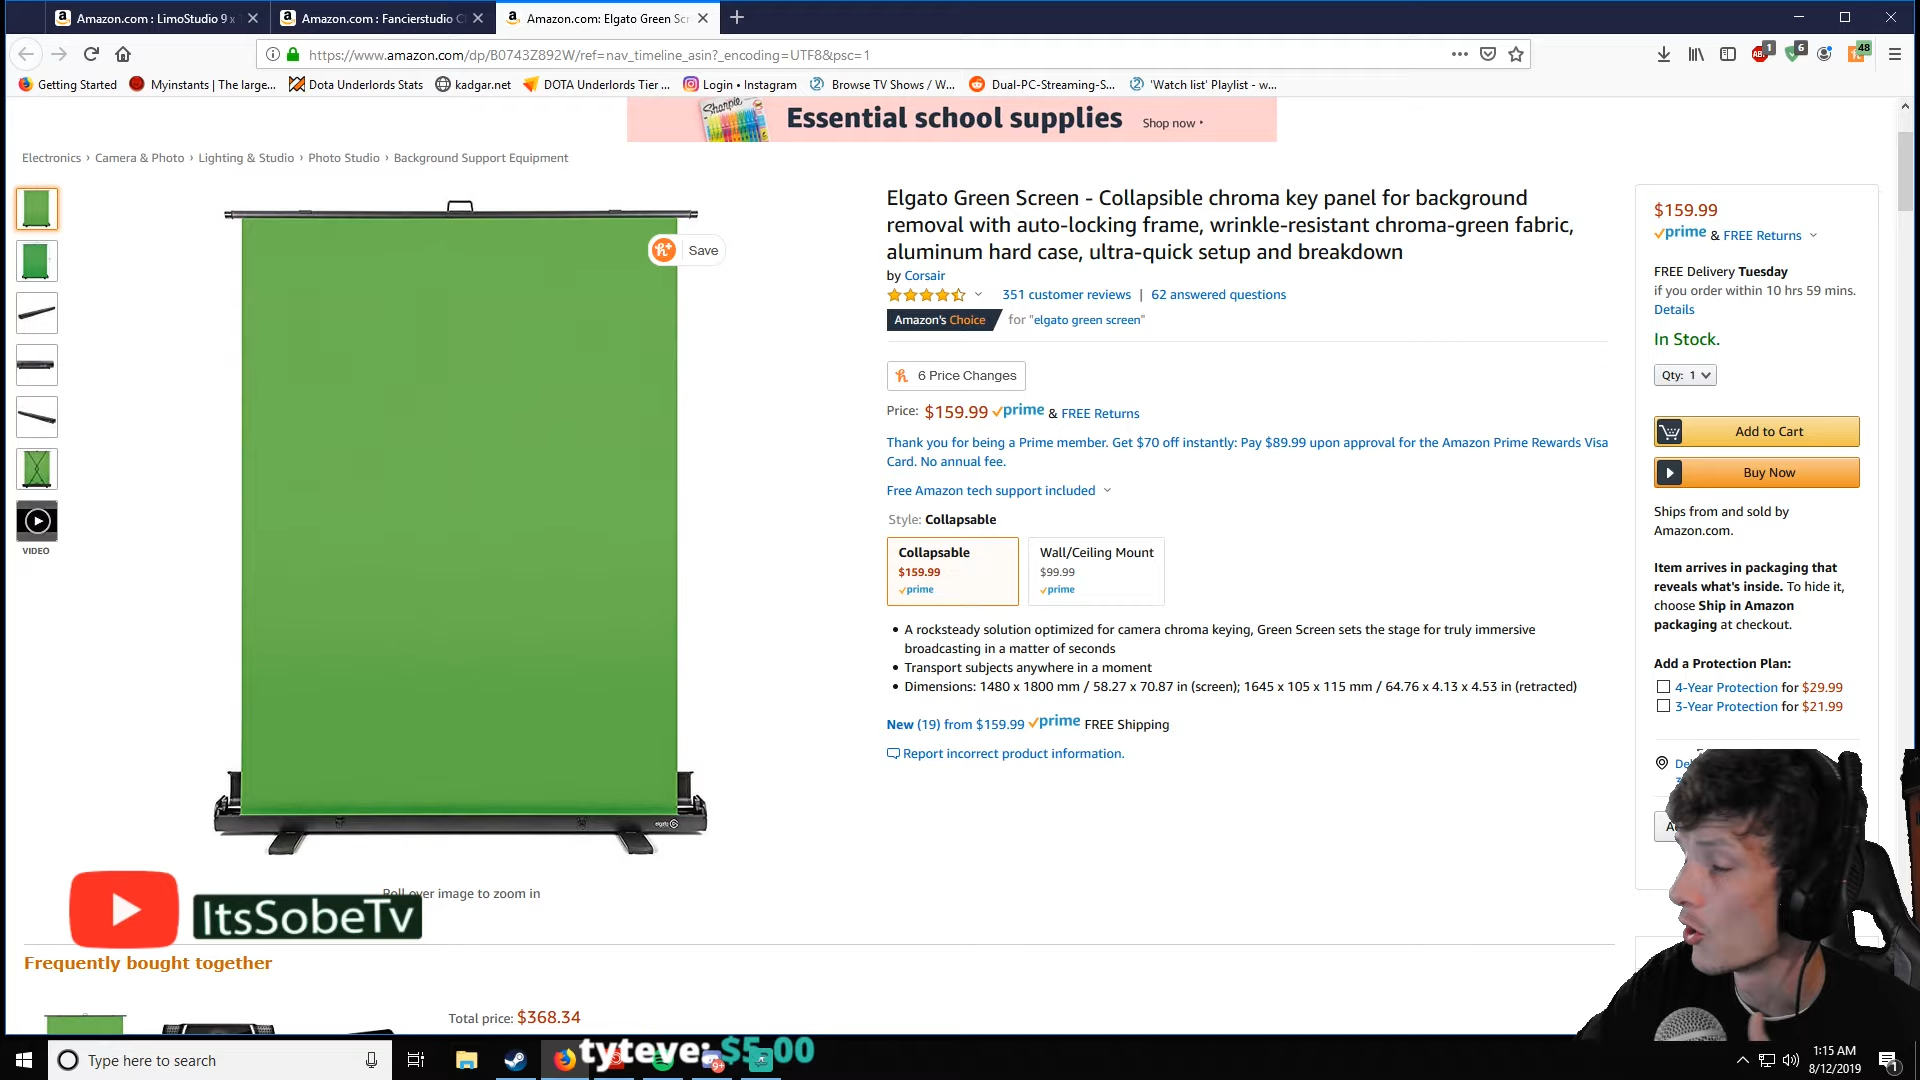 Amazon.com : LimoStudio 9 x
Amazon.com : Fancierstudio
Amazon.com: Elgato Green Scr
https://www.amazon.com/dp/B0743Z892W/ref=nav_timeline_asin?_encoding=UTF8&psc=1
1
6
48
Getting Started
Myinstants | The large...
Dota Underlords Stats
kadgar.net
DOTA Underlords Tier ...
Login • Instagram
Browse TV Shows / W...
Dual-PC-Streaming-S...
'Watch list' Playlist - w...
Sharpie
Essential school supplies
Shop now
Electronics › Camera & Photo › Lighting & Studio › Photo Studio › Background Support Equipment
Save
VIDEO
elgato
Roll over image to zoom in
Elgato Green Screen - Collapsible chroma key panel for background
removal with auto-locking frame, wrinkle-resistant chroma-green fabric,
aluminum hard case, ultra-quick setup and breakdown
by Corsair
351 customer reviews | 62 answered questions
Amazon's Choice for "elgato green screen"
6 Price Changes
Price: $159.99 prime & FREE Returns
Thank you for being a Prime member. Get $70 off instantly: Pay $89.99 upon approval for the Amazon Prime Rewards Visa
Card. No annual fee.
Free Amazon tech support included
Style: Collapsable
Collapsable
$159.99
prime
Wall/Ceiling Mount
$99.99
prime
• A rocksteady solution optimized for camera chroma keying, Green Screen sets the stage for truly immersive
broadcasting in a matter of seconds
• Transport subjects anywhere in a moment
• Dimensions: 1480 x 1800 mm / 58.27 x 70.87 in (screen); 1645 x 105 x 115 mm / 64.76 x 4.13 x 4.53 in (retracted)
New (19) from $159.99 prime FREE Shipping
Report incorrect product information.
$159.99
prime & FREE Returns
FREE Delivery Tuesday
if you order within 10 hrs 59 mins.
Details
In Stock.
Qty: 1
Add to Cart
Buy Now
Ships from and sold by
Amazon.com.
Item arrives in packaging that
reveals what's inside. To hide it,
choose Ship in Amazon
packaging at checkout.
Add a Protection Plan:
4-Year Protection for $29.99
3-Year Protection for $21.99
ItsSobeTv
Frequently bought together
Total price: $368.34
tyteve: $5.00
Type here to search
9+
1:15 AM
8/12/2019
1